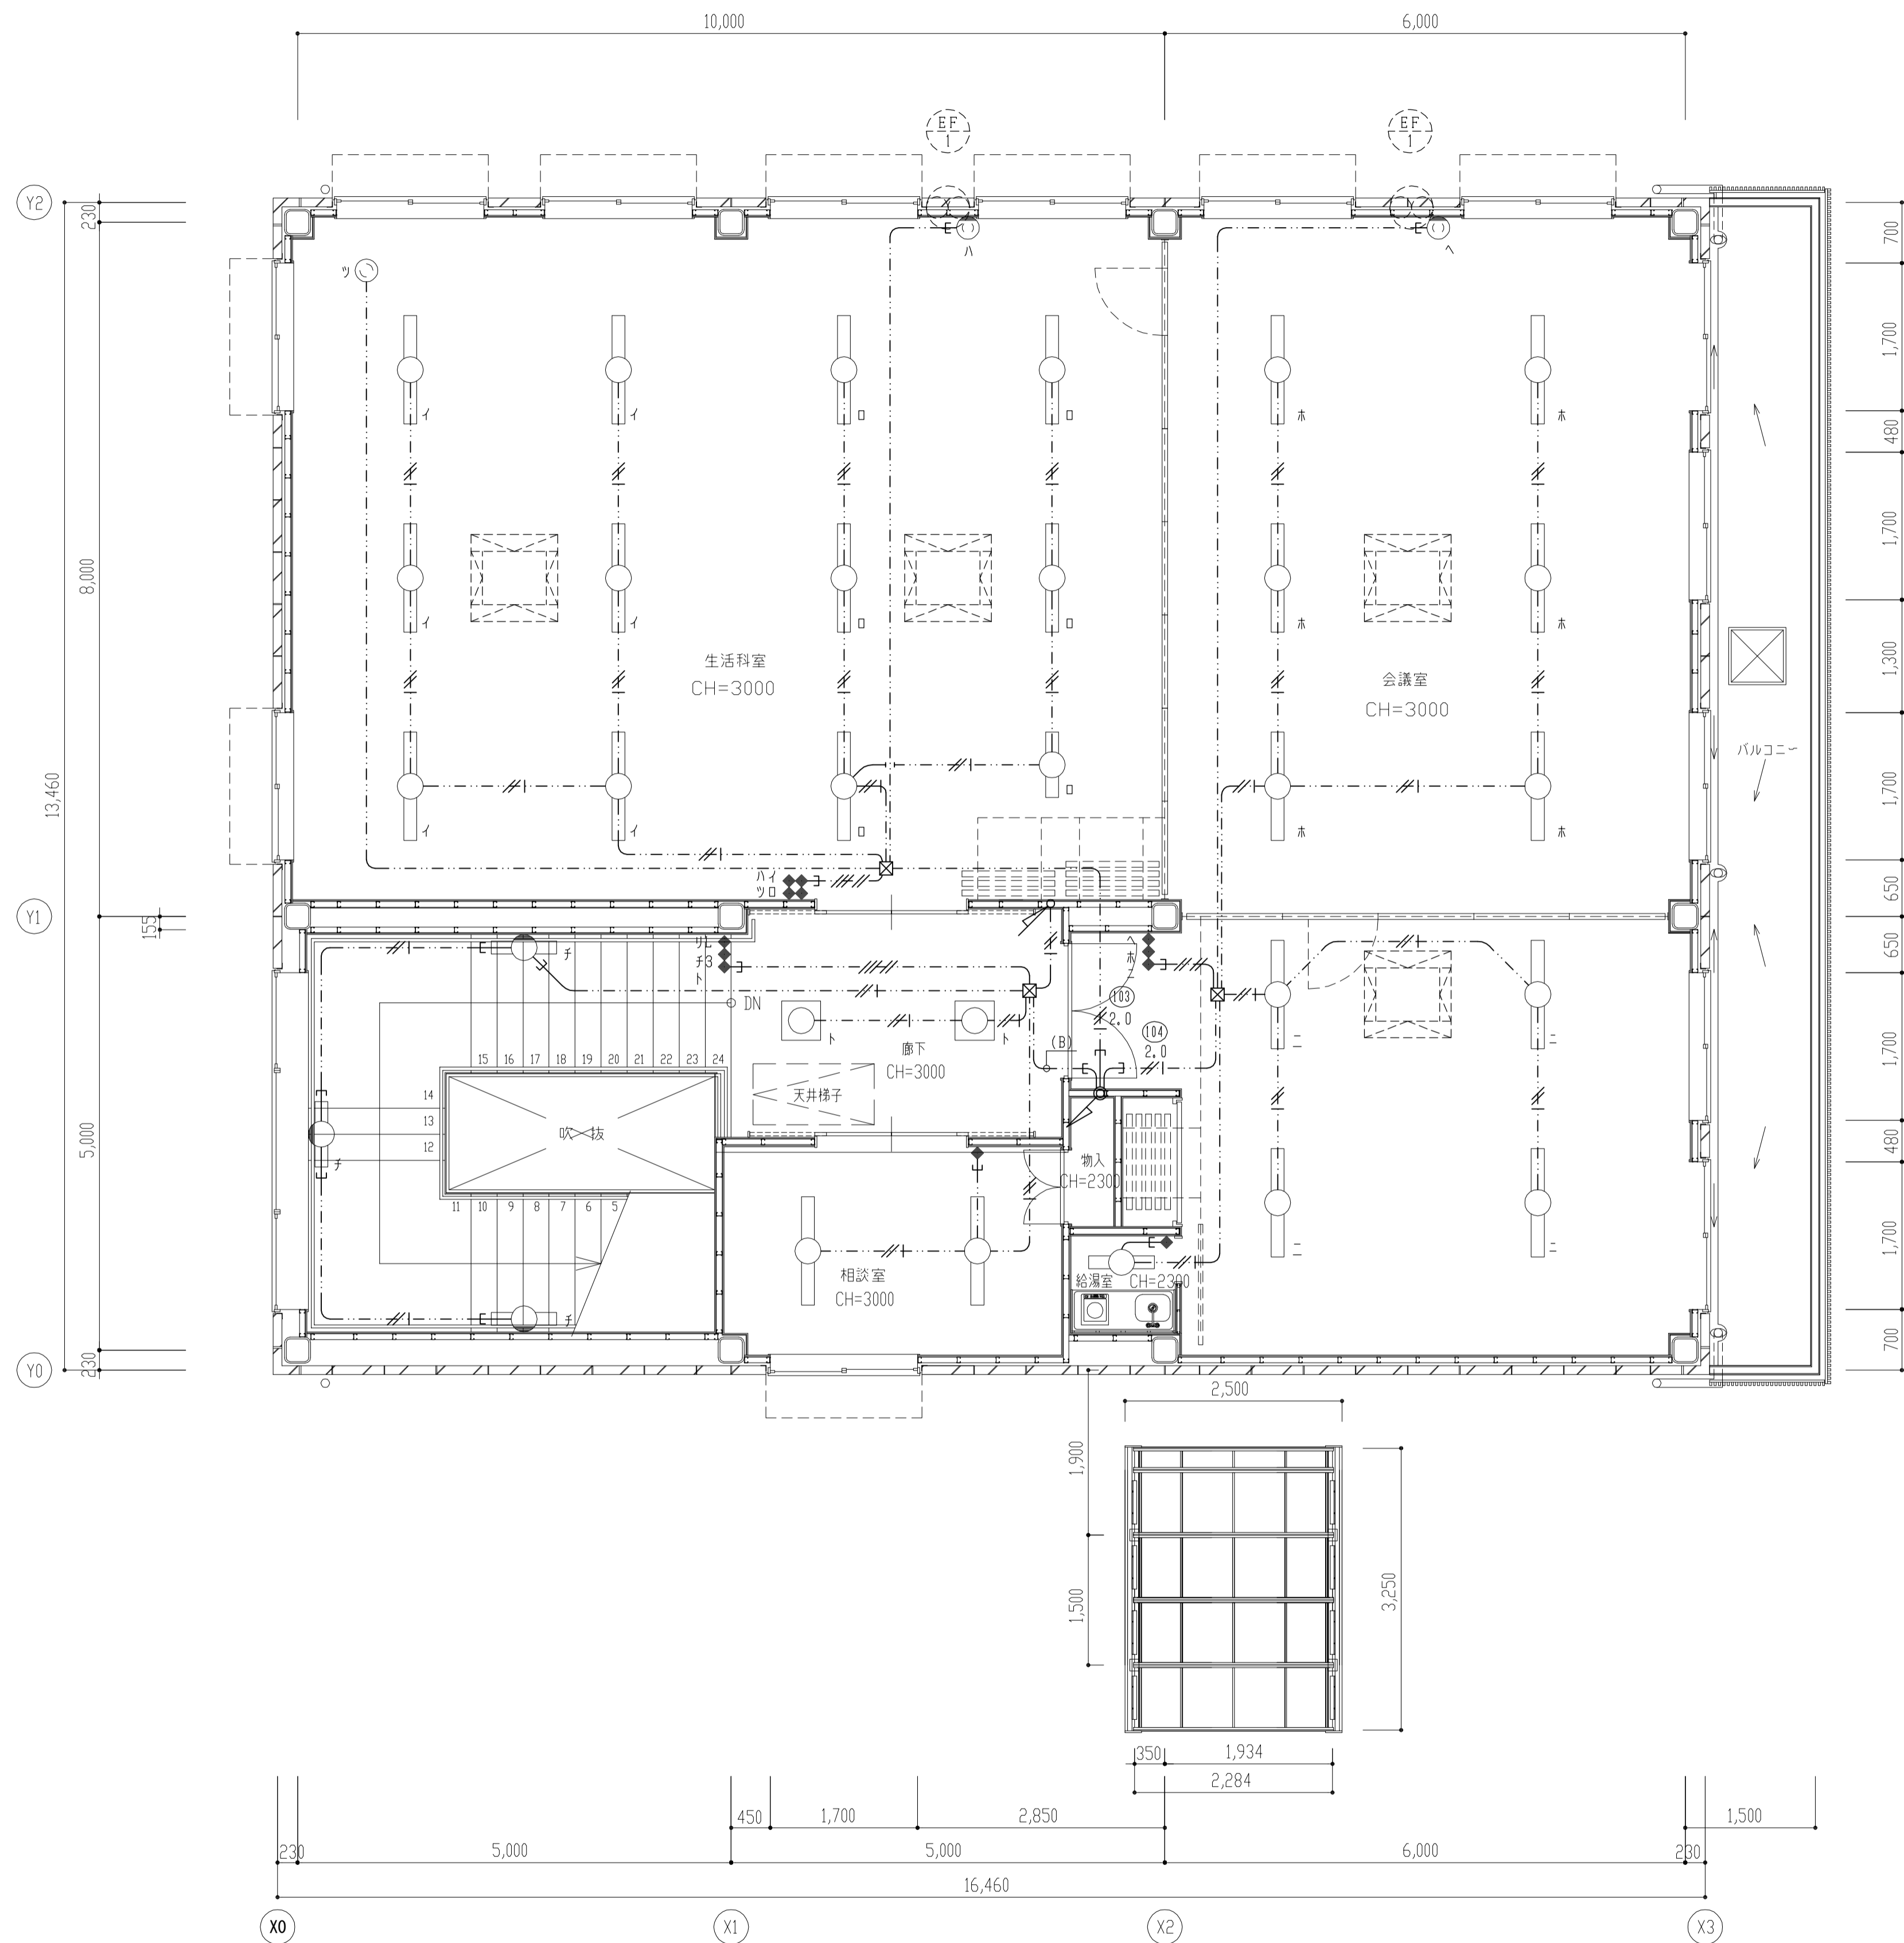 10,000
6,000
EF
1
EF
1
Y2
230
ハ
ヘ
ツ
700
1,700
イ
イ
ロ
ロ
ホ
ホ
480
1,700
8,000
イ
イ
ロ
ロ
ホ
ホ
生活科室
CH=3000
会議室
CH=3000
1,300
バルコニー
13,460
1,700
イ
イ
ロ
ロ
ホ
ホ
ハイ
ツロ
650
Y1
155
リL
チ3
ト
チ
ヘ
ホ
ニ
650
DN
103
2.0
104
2.0
(B)
ト
ト
廊下
CH=3000
ニ
ニ
1,700
15 16 17 18 19 20 21 22 23 24
14
13
12
天井梯子
吹抜
5,000
チ
物入
CH=2300
480
11 10 9 8 7 6 5
ニ
ニ
1,700
相談室
CH=3000
給湯室 CH=2300
チ
700
Y0
230
2,500
1,900
1,500
3,250
350
1,934
2,284
450
1,700
2,850
1,500
230
5,000
5,000
6,000
230
16,460
X0
X1
X2
X3